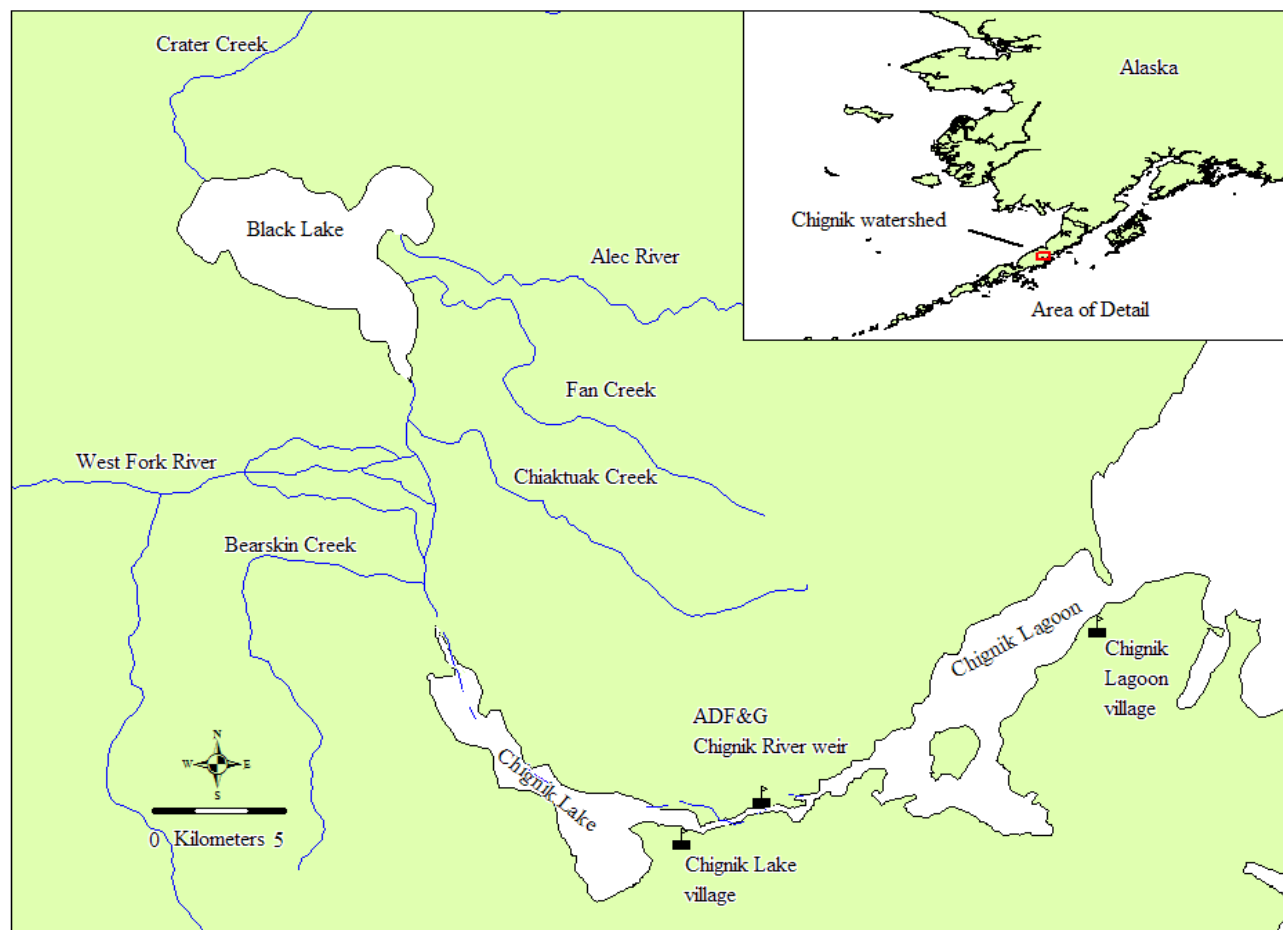 Crater Creek
Alaska
Black Lake
Chignik watershed
Alec River
Area of Detail
Fan Creek
West Fork River
Chiaktuak Creek
Bearskin Creek
Chignik Lagoon
Chignik
Lagoon
village
ADF&G
Chignik River weir
N
W E
S
Chignik Lake
0 Kilometers 5
Chignik Lake
village